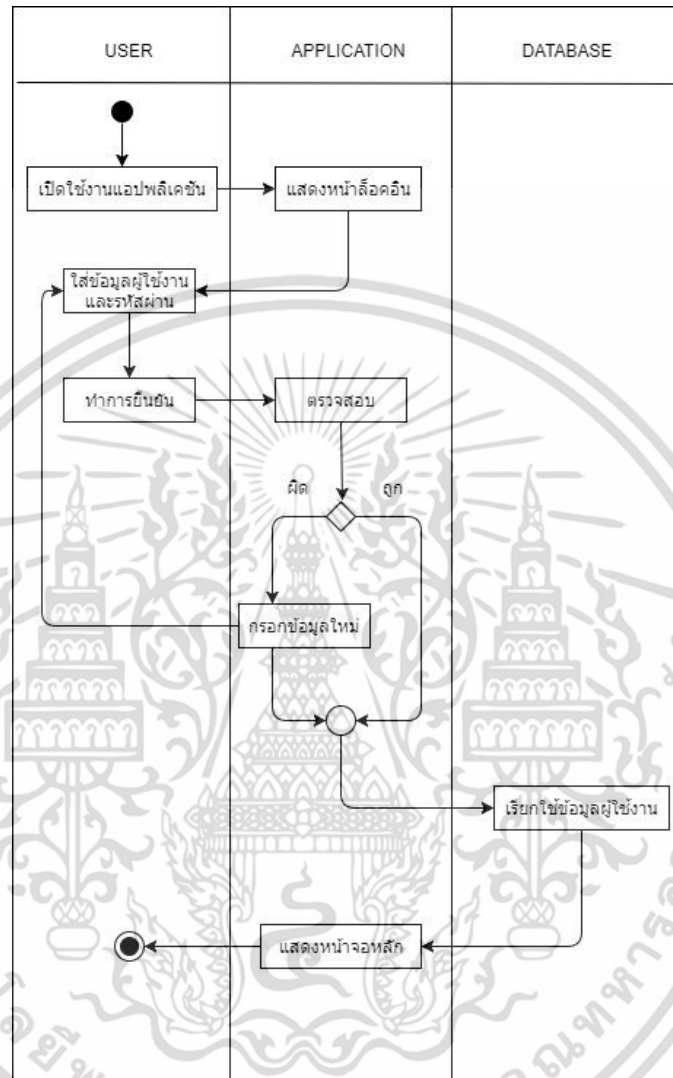 USER
APPLICATION
DATABASE
เปิดใช้งานแอปพลิเคชัน
แสดงหน้าล็อคอิน
ใส่ข้อมูลผู้ใช้งาน
และรหัสผ่าน
ทำการยืนยัน
ตรวจสอบ
ผิด
ถูก
กรอกข้อมูลใหม่
เรียกใช้ข้อมูลผู้ใช้งาน
แสดงหน้าจอหลัก